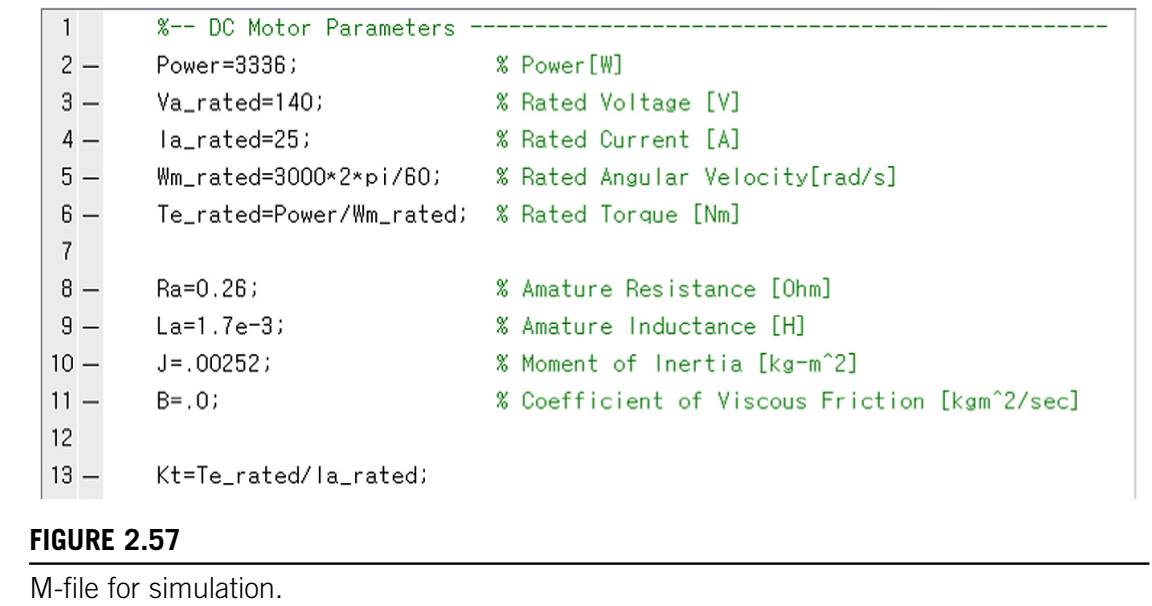 1 %-- DC Motor Parameters --------------------------------------------------
2 – Power=3336; % Power[W]
3 – Va_rated=140; % Rated Voltage [V]
4 – Ia_rated=25; % Rated Current [A]
5 – Wm_rated=3000*2*pi/60; % Rated Angular Velocity[rad/s]
6 – Te_rated=Power/Wm_rated; % Rated Torque [Nm]
7
8 – Ra=0.26; % Amature Resistance [Ohm]
9 – La=1.7e-3; % Amature Inductance [H]
10 – J=.00252; % Moment of Inertia [kg-m^2]
11 – B=.0; % Coefficient of Viscous Friction [kgm^2/sec]
12
13 – Kt=Te_rated/Ia_rated;
FIGURE 2.57
M-file for simulation.